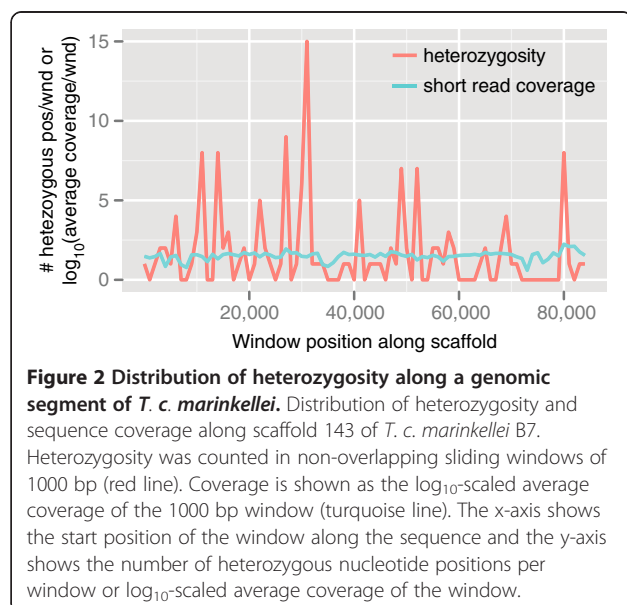 15
10
5
0
# hetezoygous pos/wnd or
log10(average coverage/wnd)
heterozygosity
short read coverage
20,000 40,000 60,000 80,000
Window position along scaffold
Figure 2 Distribution of heterozygosity along a genomic
segment of T. c. marinkellei. Distribution of heterozygosity and
sequence coverage along scaffold 143 of T. c. marinkellei B7.
Heterozygosity was counted in non-overlapping sliding windows of
1000 bp (red line). Coverage is shown as the log10-scaled average
coverage of the 1000 bp window (turquoise line). The x-axis shows
the start position of the window along the sequence and the y-axis
shows the number of heterozygous nucleotide positions per
window or log10-scaled average coverage of the window.